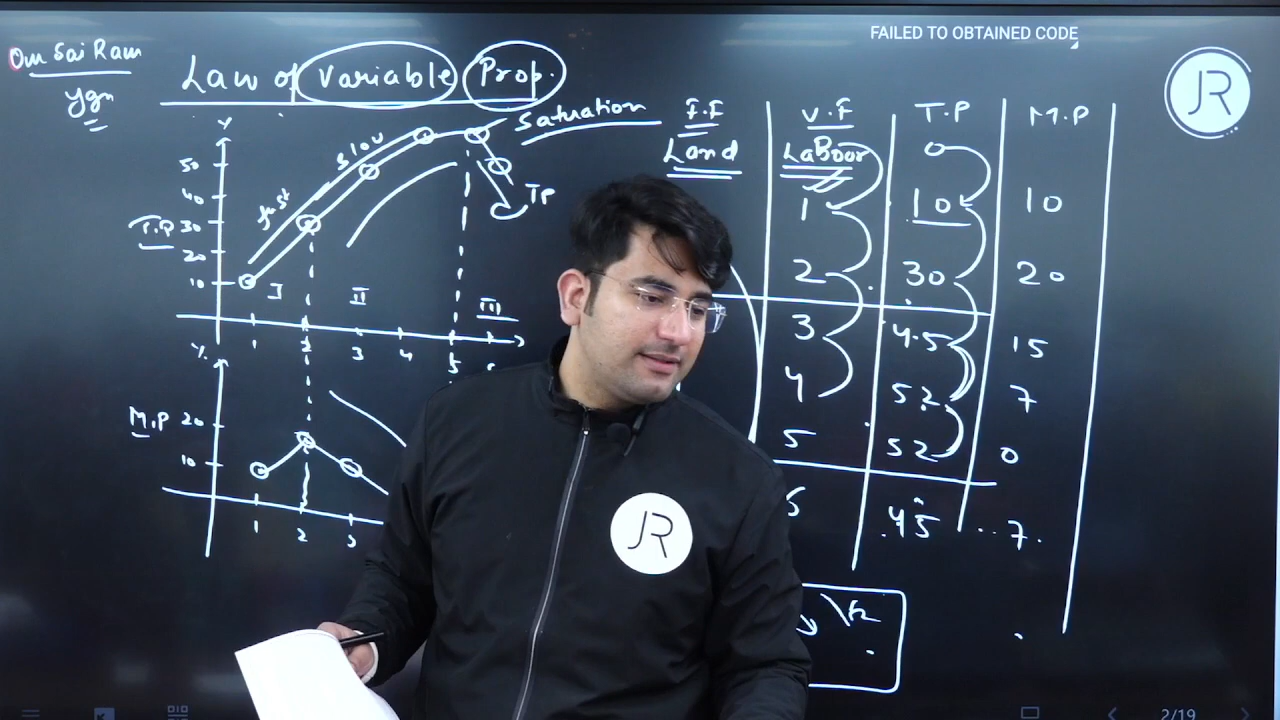 FAILED TO OBTAINED CODE
Om Sai Ram
Ygn
Law of Variable Prop.
JR
Saturation
F.F V.F T.P M.P
Land Labour
0
1 10 10
2 30 20
3 45 15
4 52 7
5 52 0
45 7
Y
50
40
30
20
10
T.P
fast
slow
TP
I II III
1 2 3 4 5
Y
M.P
20
10
1 2 3
JR
2/19